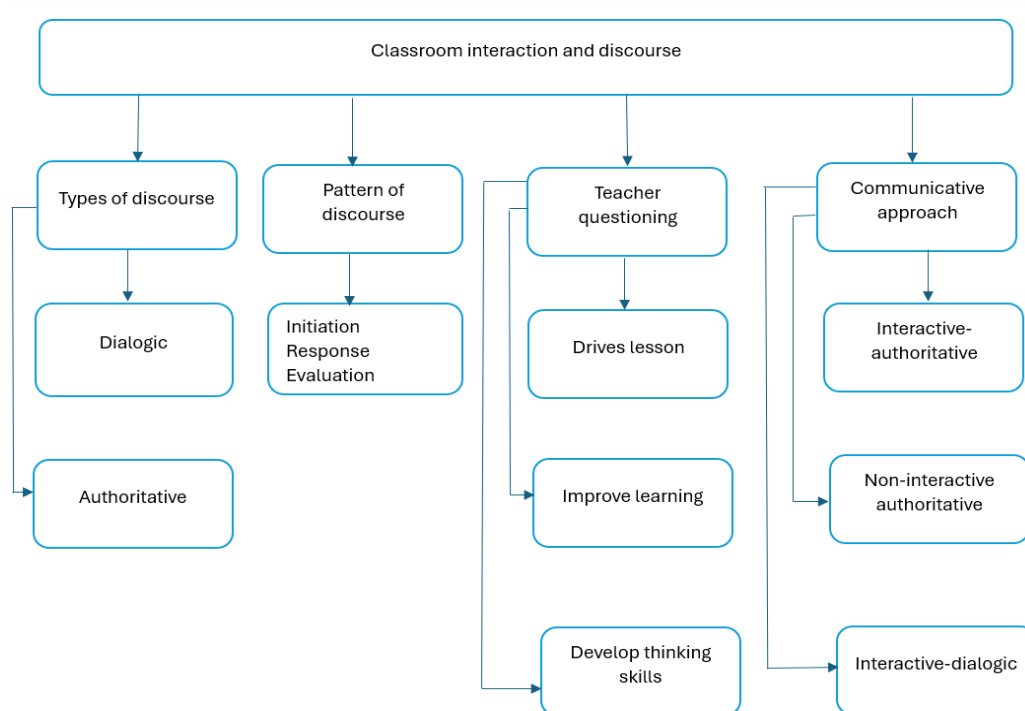 Classroom interaction and discourse
Types of discourse
Pattern of
discourse
Teacher
questioning
Communicative
approach
Dialogic
Initiation
Response
Evaluation
Drives lesson
Interactive-
authoritative
Authoritative
Improve learning
Non-interactive
authoritative
Develop thinking
skills
Interactive-dialogic